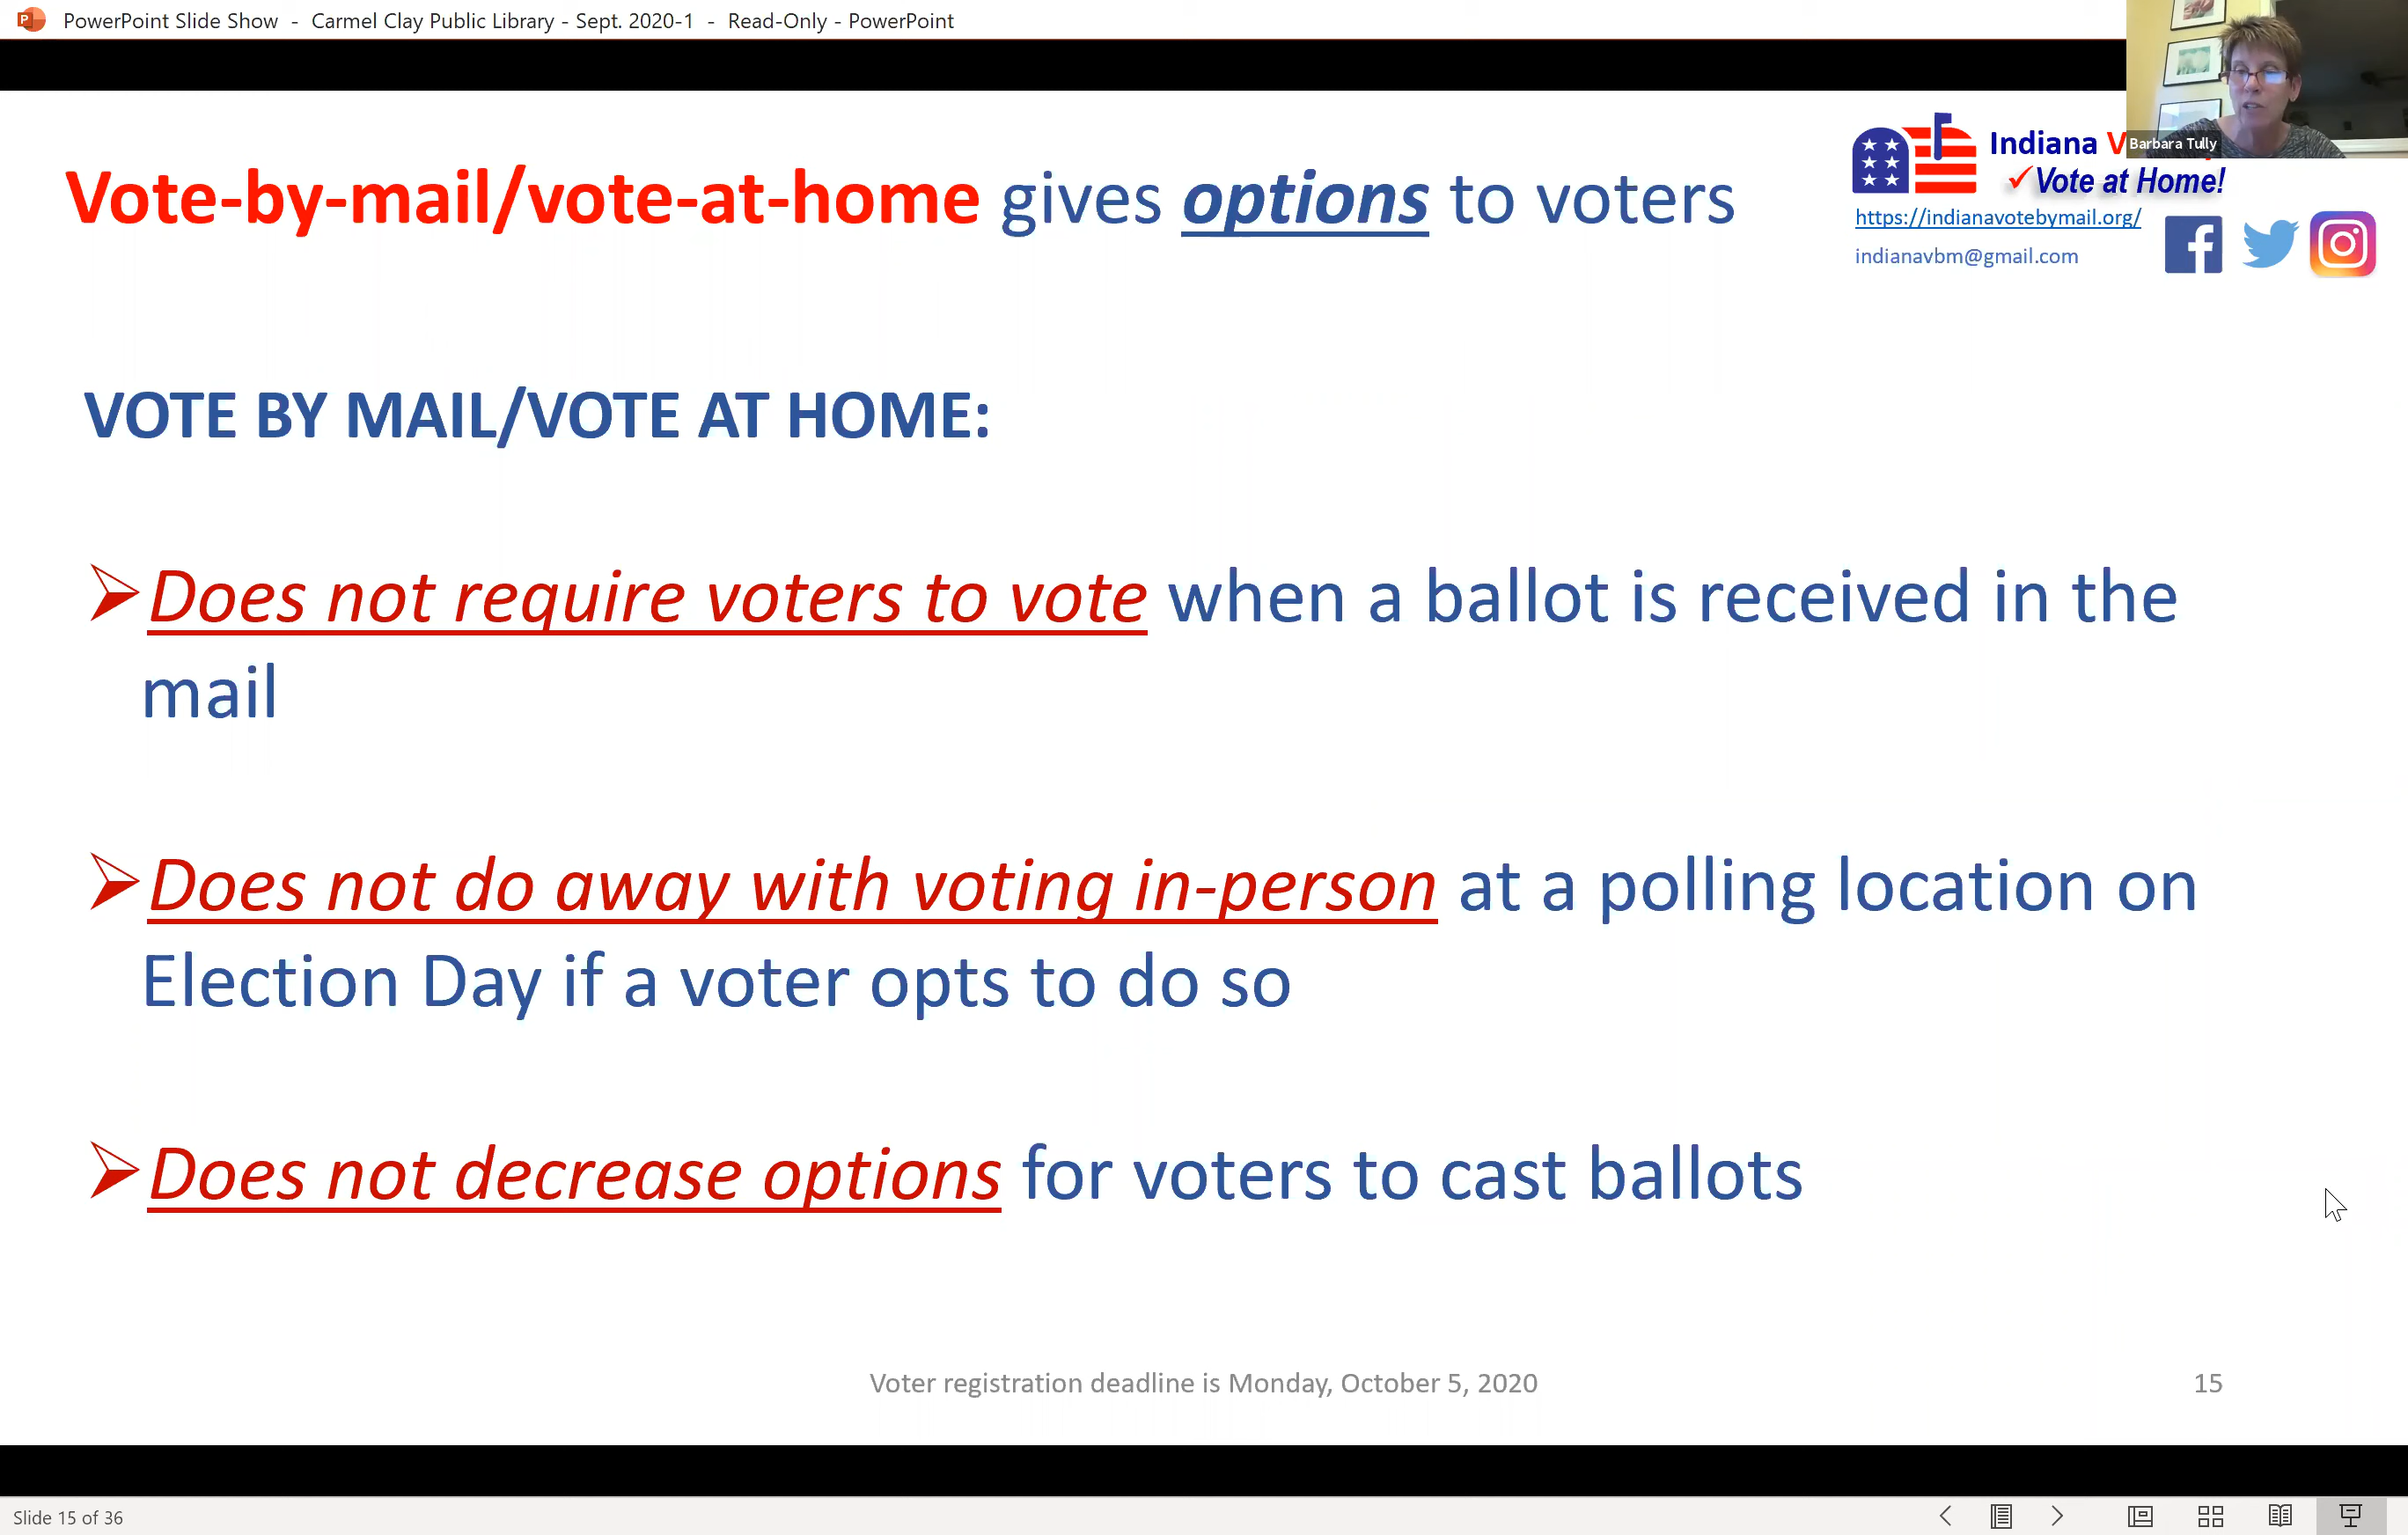 PowerPoint Slide Show - Carmel Clay Public Library - Sept. 2020-1 - Read-Only - PowerPoint
Barbara Tully
Indiana V
✓Vote at Home!
https://indianavotebymail.org/
indianavbm@gmail.com
Vote-by-mail/vote-at-home gives options to voters
VOTE BY MAIL/VOTE AT HOME:
Does not require voters to vote when a ballot is received in the
mail
Does not do away with voting in-person at a polling location on
Election Day if a voter opts to do so
Does not decrease options for voters to cast ballots
Voter registration deadline is Monday, October 5, 2020
15
Slide 15 of 36